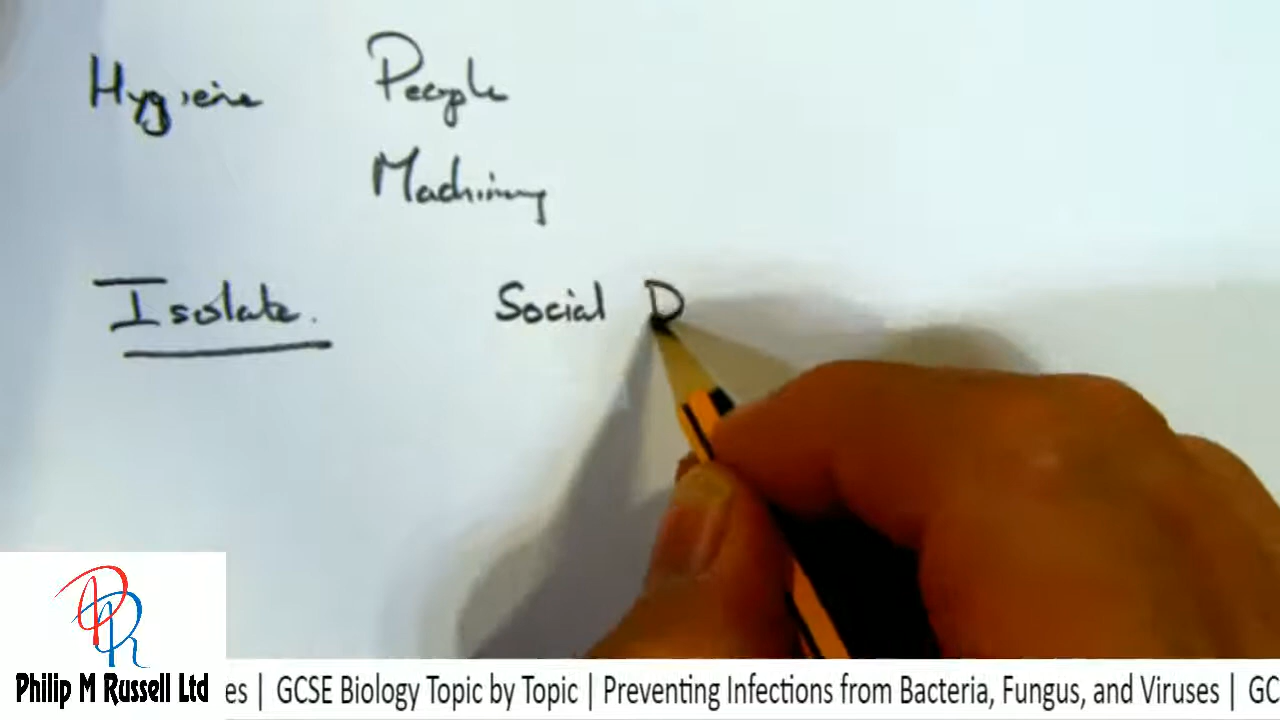 Hygiene People
Machinery
Isolate. Social D
Philip M Russell Ltd
es | GCSE Biology Topic by Topic | Preventing Infections from Bacteria, Fungus, and Viruses | GC